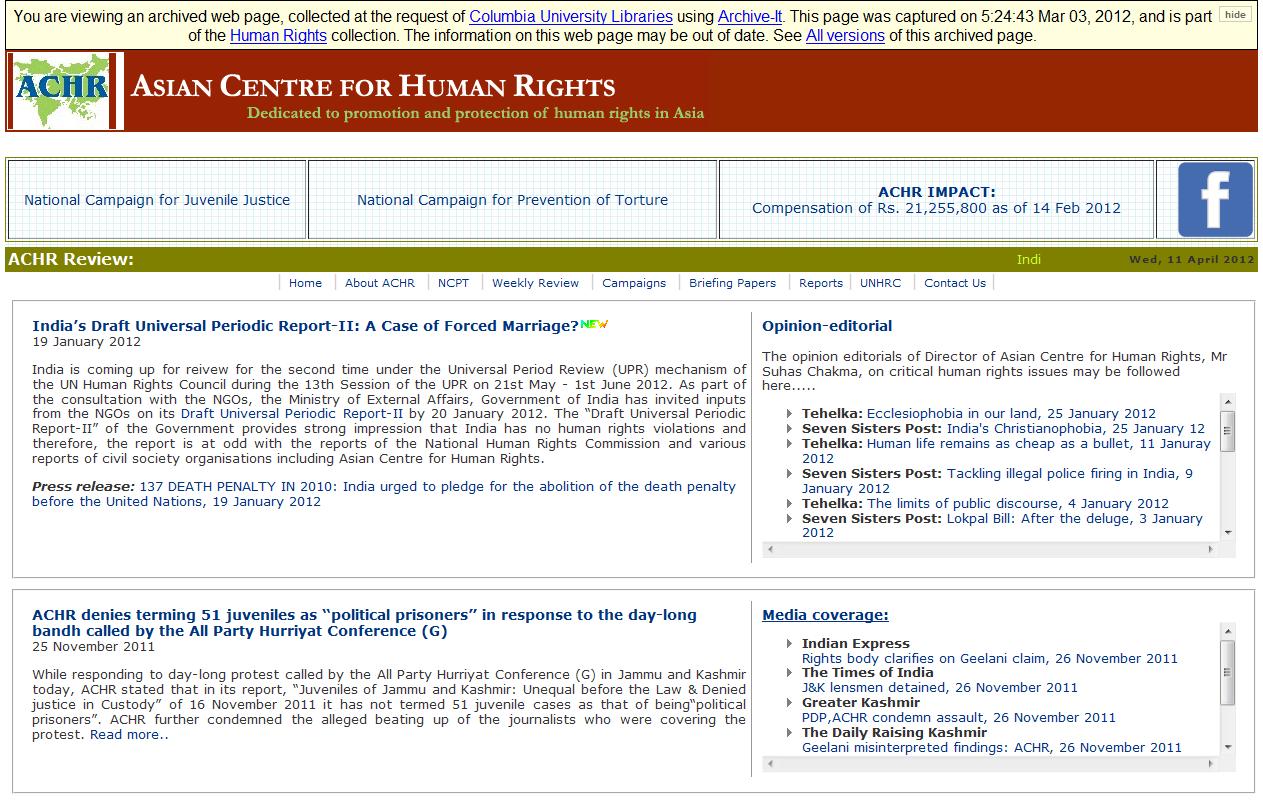 You are viewing an archived web page, collected at the request of Columbia University Libraries using Archive-It. This page was captured on 5:24:43 Mar 03, 2012, and is part
of the Human Rights collection. The information on this web page may be out of date. See All versions of this archived page.
hide
ACHR
ASIAN CENTRE FOR HUMAN RIGHTS
Dedicated to promotion and protection of human rights in Asia
National Campaign for Juvenile Justice
National Campaign for Prevention of Torture
ACHR IMPACT:
Compensation of Rs. 21,255,800 as of 14 Feb 2012
f
ACHR Review:
Indi
Wed, 11 April 2012
Home | About ACHR | NCPT | Weekly Review | Campaigns | Briefing Papers | Reports | UNHRC | Contact Us |
India's Draft Universal Periodic Report-II: A Case of Forced Marriage? NEW
19 January 2012
India is coming up for reivew for the second time under the Universal Period Review (UPR) mechanism of
the UN Human Rights Council during the 13th Session of the UPR on 21st May - 1st June 2012. As part of
the consultation with the NGOs, the Ministry of External Affairs, Government of India has invited inputs
from the NGOs on its Draft Universal Periodic Report-II by 20 January 2012. The “Draft Universal Periodic
Report-II” of the Government provides strong impression that India has no human rights violations and
therefore, the report is at odd with the reports of the National Human Rights Commission and various
reports of civil society organisations including Asian Centre for Human Rights.
Press release: 137 DEATH PENALTY IN 2010: India urged to pledge for the abolition of the death penalty
before the United Nations, 19 January 2012
Opinion-editorial
The opinion editorials of Director of Asian Centre for Human Rights, Mr
Suhas Chakma, on critical human rights issues may be followed
here.....
Tehelka: Ecclesiophobia in our land, 25 January 2012
Seven Sisters Post: India's Christianophobia, 25 January 12
Tehelka: Human life remains as cheap as a bullet, 11 Januray
2012
Seven Sisters Post: Tackling illegal police firing in India, 9
January 2012
Tehelka: The limits of public discourse, 4 January 2012
Seven Sisters Post: Lokpal Bill: After the deluge, 3 January
2012
ACHR denies terming 51 juveniles as “political prisoners” in response to the day-long
bandh called by the All Party Hurriyat Conference (G)
25 November 2011
While responding to day-long protest called by the All Party Hurriyat Conference (G) in Jammu and Kashmir
today, ACHR stated that in its report, “Juveniles of Jammu and Kashmir: Unequal before the Law & Denied
justice in Custody” of 16 November 2011 it has not termed 51 juvenile cases as that of being“political
prisoners”. ACHR further condemned the alleged beating up of the journalists who were covering the
protest. Read more..
Media coverage:
Indian Express
Rights body clarifies on Geelani claim, 26 November 2011
The Times of India
J&K lensmen detained, 26 November 2011
Greater Kashmir
PDP,ACHR condemn assault, 26 November 2011
The Daily Raising Kashmir
Geelani misinterpreted findings: ACHR, 26 November 2011